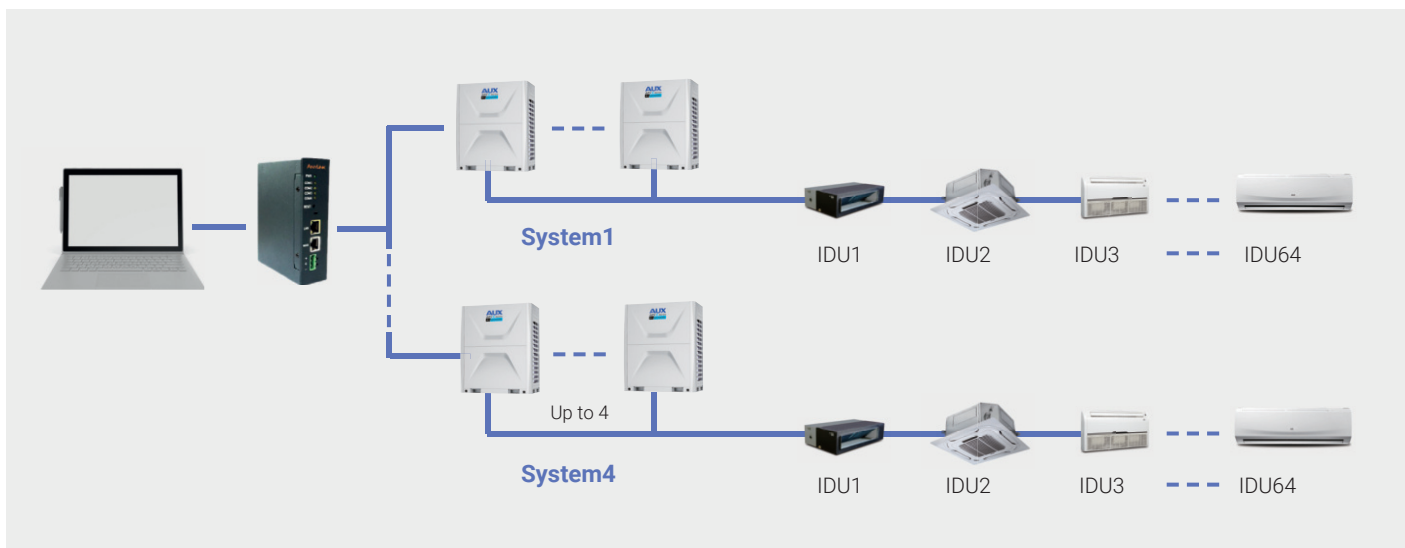 AUX
AUX
System1
IDU1 IDU2 IDU3 IDU64
AUX
AUX
Up to 4
System4
IDU1 IDU2 IDU3 IDU64